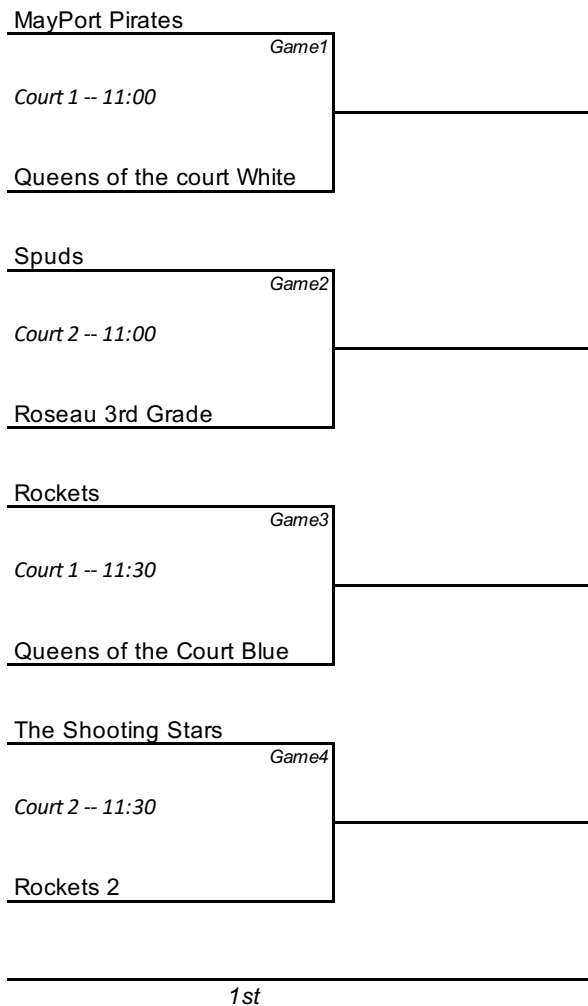 MayPort Pirates
Game1
Court 1 -- 11:00
Queens of the court White
Spuds
Game2
Court 2 -- 11:00
Roseau 3rd Grade
Rockets
Game3
Court 1 -- 11:30
Queens of the Court Blue
The Shooting Stars
Game4
Court 2 -- 11:30
Rockets 2
1st